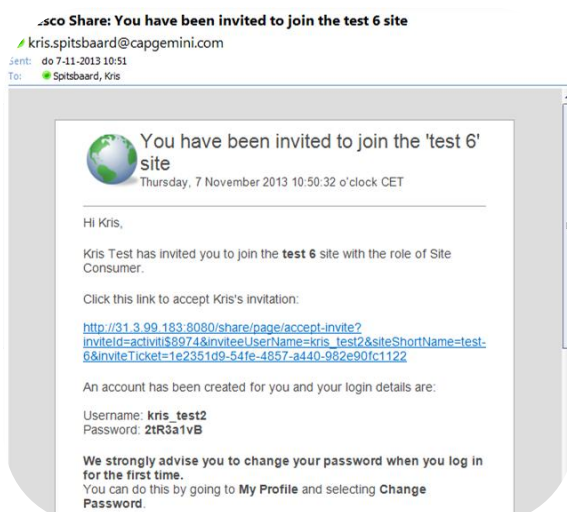 sco Share: You have been invited to join the test 6 site
kris.spitsbaard@capgemini.com
Sent: do 7-11-2013 10:51
To: Spitsbaard, Kris
You have been invited to join the 'test 6'
site
Thursday, 7 November 2013 10:50:32 o'clock CET
Hi Kris,
Kris Test has invited you to join the test 6 site with the role of Site
Consumer.
Click this link to accept Kris's invitation:
http://31.3.99.183:8080/share/page/accept-invite?
inviteId=activiti$8974&inviteeUserName=kris_test2&siteShortName=test-
6&inviteTicket=1e2351d9-54fe-4857-a440-982e90fc1122
An account has been created for you and your login details are:
Username: kris_test2
Password: 2tR3a1vB
We strongly advise you to change your password when you log in
for the first time.
You can do this by going to My Profile and selecting Change
Password.